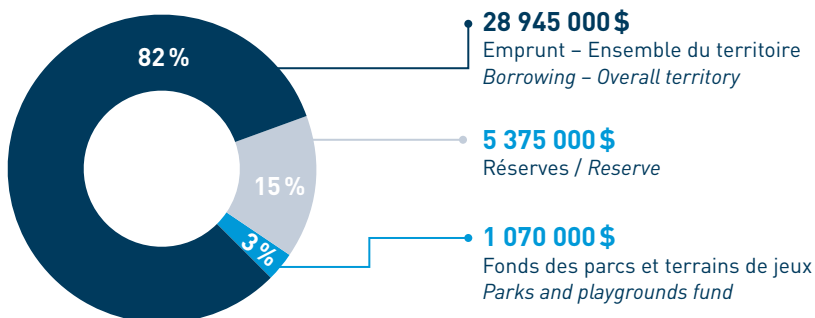 82 %
28 945 000 $
Emprunt – Ensemble du territoire
Borrowing – Overall territory
15 %
5 375 000 $
Réserves / Reserve
3 %
1 070 000 $
Fonds des parcs et terrains de jeux
Parks and playgrounds fund